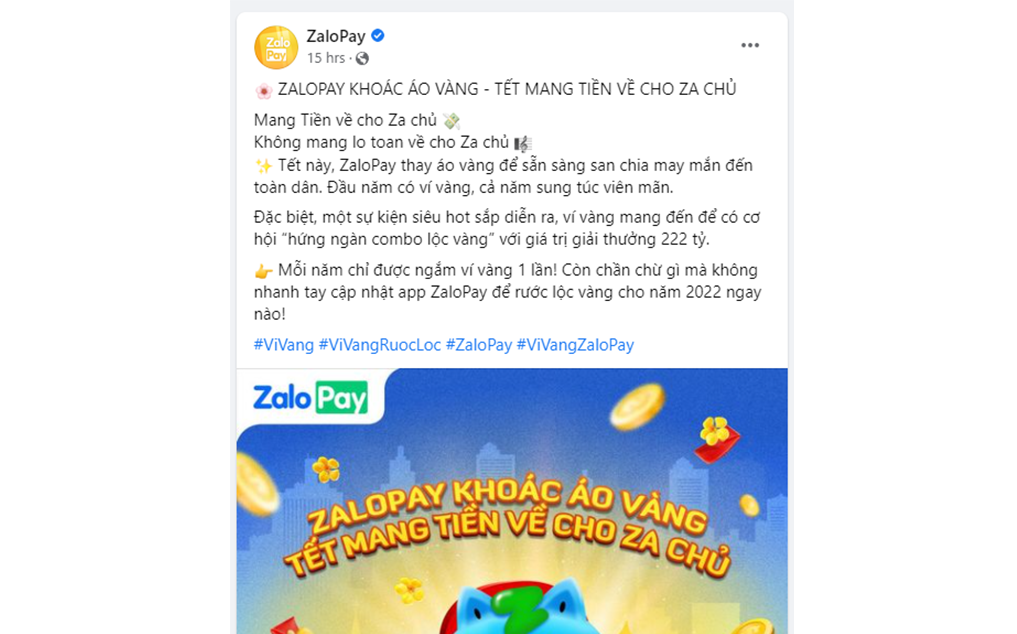 Zalo
Pay
ZaloPay
15 hrs ·
🌸 ZALOPAY KHOÁC ÁO VÀNG - TẾT MANG TIỀN VỀ CHO ZA CHỦ
Mang Tiền về cho Za chủ 💸
Không mang lo toan về cho Za chủ 🎼
✨ Tết này, ZaloPay thay áo vàng để sẵn sàng san chia may mắn đến
toàn dân. Đầu năm có ví vàng, cả năm sung túc viên mãn.
Đặc biệt, một sự kiện siêu hot sắp diễn ra, ví vàng mang đến để có cơ
hội “hứng ngàn combo lộc vàng” với giá trị giải thưởng 222 tỷ.
👉 Mỗi năm chỉ được ngắm ví vàng 1 lần! Còn chần chừ gì mà không
nhanh tay cập nhật app ZaloPay để rước lộc vàng cho năm 2022 ngay
nào!
#ViVang #ViVangRuocLoc #ZaloPay #ViVangZaloPay
Zalo Pay
ZALOPAY KHOÁC ÁO VÀNG
TẾT MANG TIỀN VỀ CHO ZA CHỦ
Z